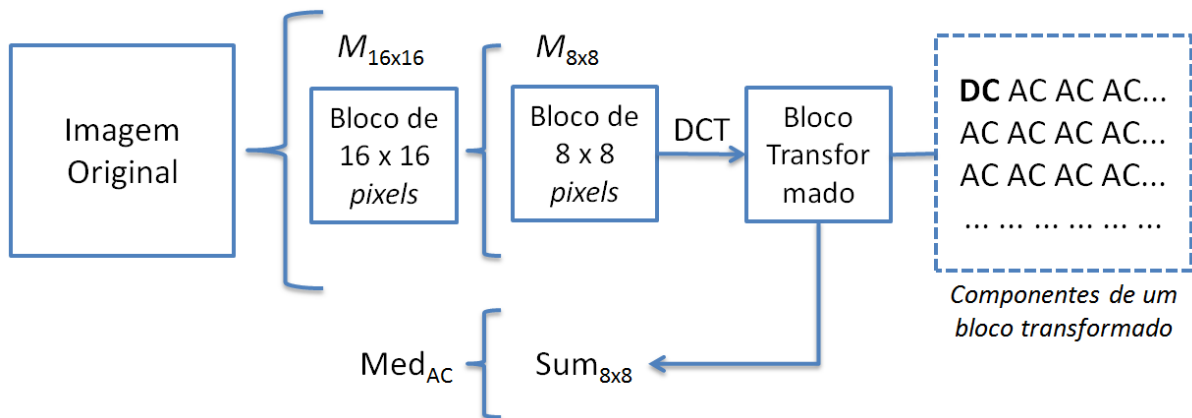 Imagem
Original
M16x16
Bloco de
16 x 16
pixels
M8x8
Bloco de
8 x 8
pixels
DCT
Bloco
Transfor
mado
DC AC AC AC...
AC AC AC AC...
AC AC AC AC...
... ... ... ... ... ...
Componentes de um
bloco transformado
MedAC
Sum8x8